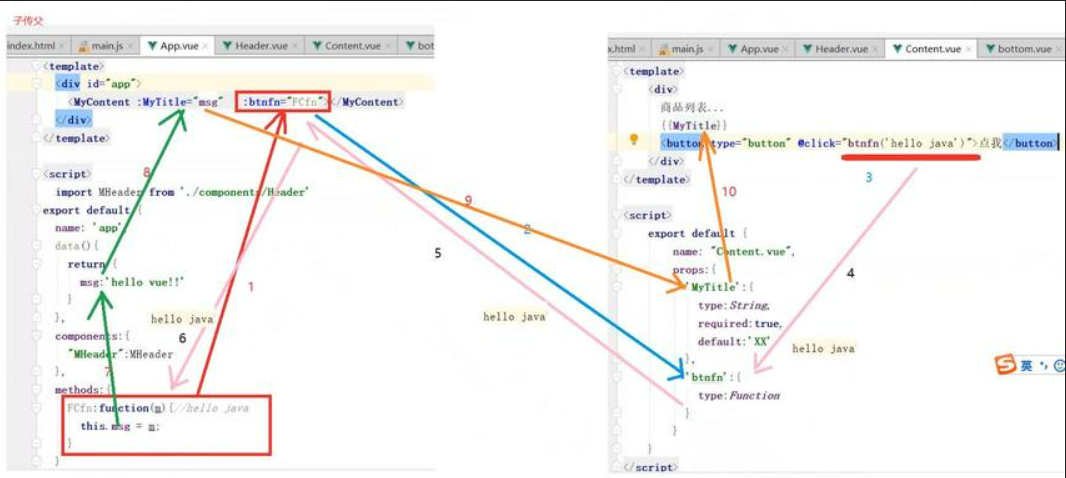 子传父
index.html main.js App.vue Header.vue Content.vue bot
<template>
<div id="app">
<MyContent :MyTitle="msg" :btnfn="FCfn"></MyContent>
</div>
</template>
<script>
import MHeader from './components/Header'
export default {
name: 'app',
data(){
return {
msg:'hello vue!!'
}
},
components:{
"MHeader":MHeader
},
methods:{
FCfn:function(m){//hello java
this.msg = m;
}
}
8
1
hello java
6
7
9
2
5
hello java
x.html main.js App.vue Header.vue Content.vue bottom.vue
<template>
<div>
商品列表...
{{MyTitle}}
<button type="button" @click="btnfn('hello java')">点我</button>
</div>
</template>
<script>
export default {
name: "Content.vue",
props:{
'MyTitle':{
type:String,
required:true,
default:'XX'
},
'btnfn':{
type:Function
}
}
}
</script>
3
10
4
hello java
S 英